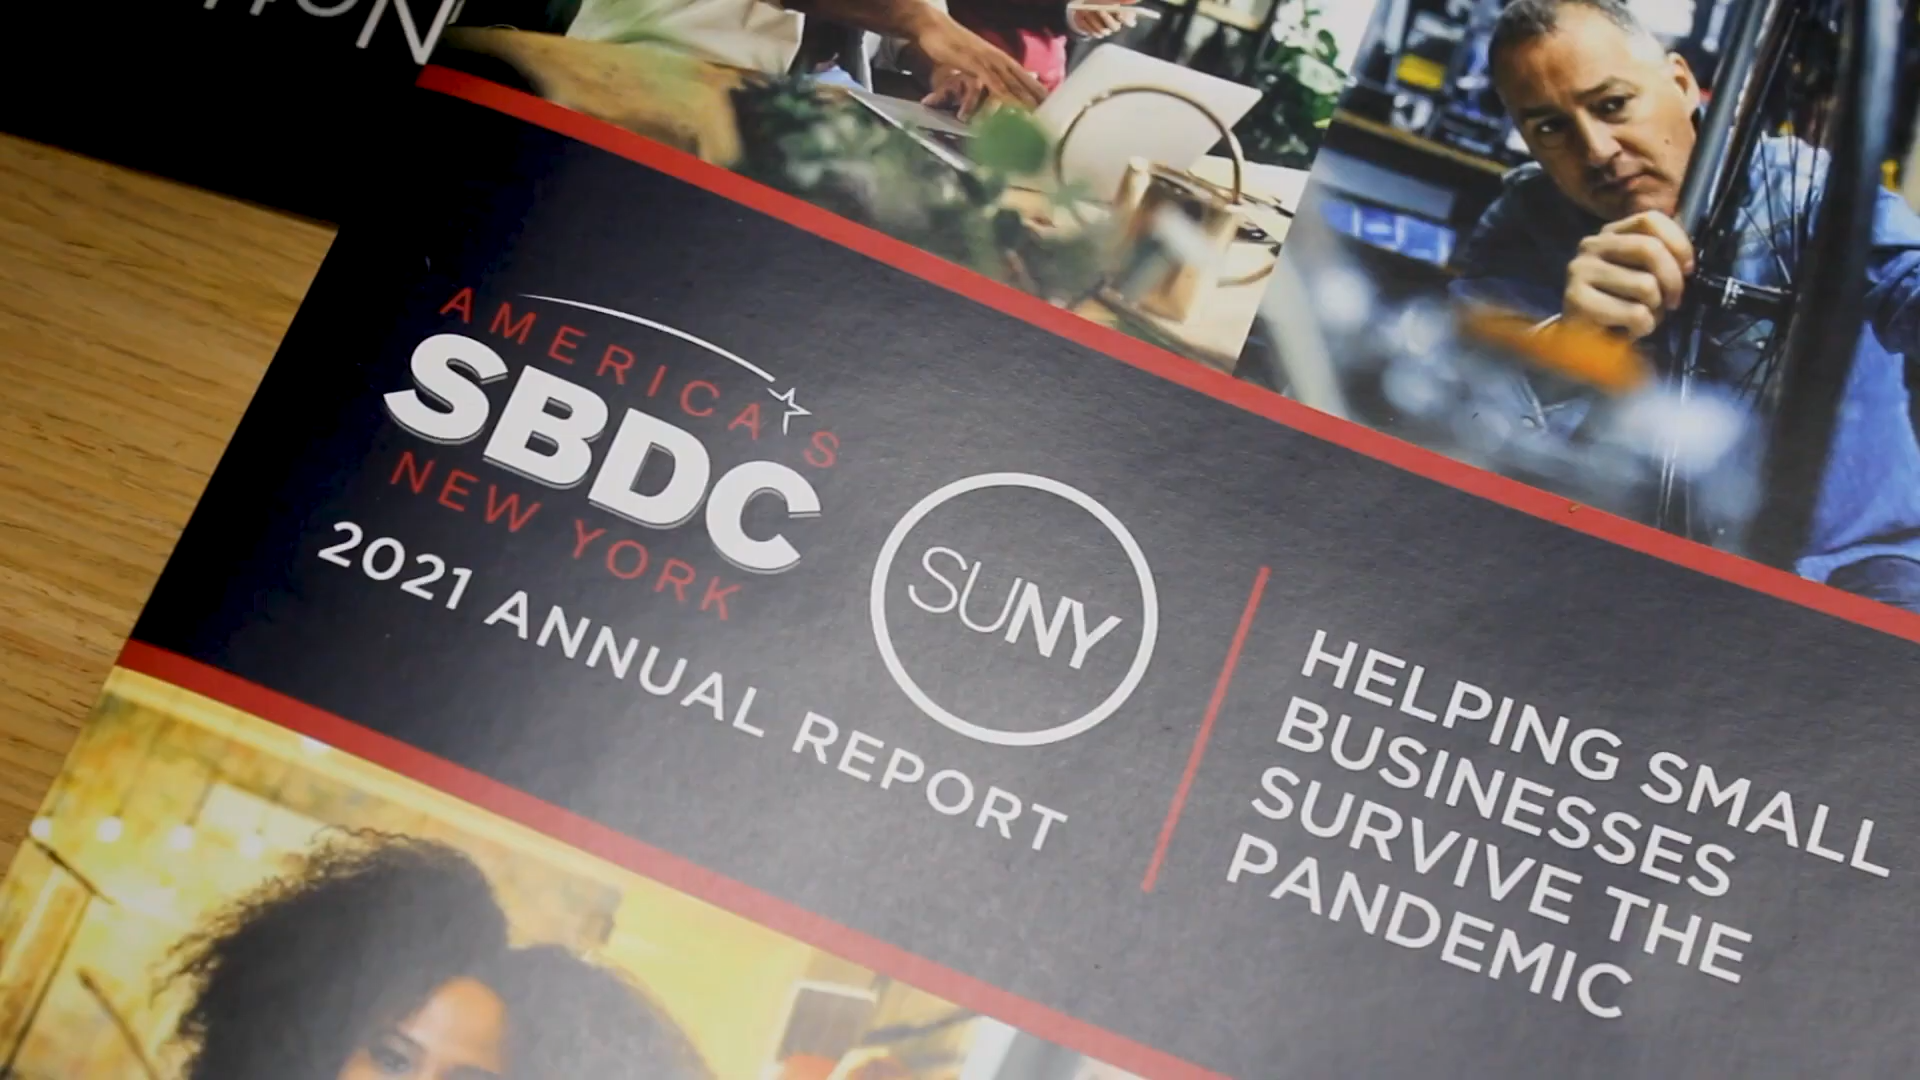 AMERICA'S
SBDC
NEW YORK
2021 ANNUAL REPORT
SUNY
HELPING SMALL
BUSINESSES
SURVIVE THE
PANDEMIC